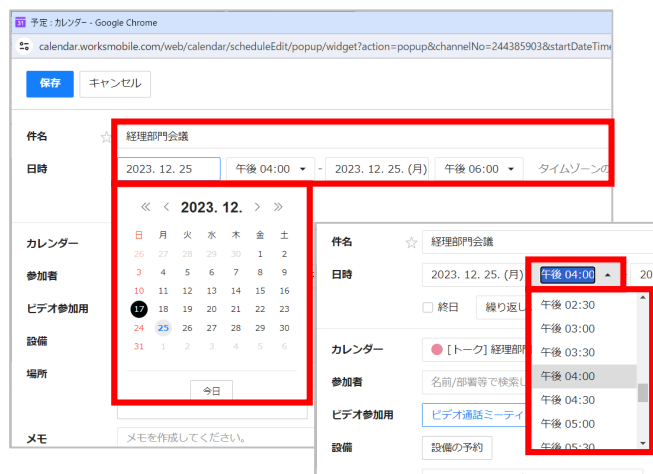 予定 : カレンダー - Google Chrome
calendar.worksmobile.com/web/calendar/scheduleEdit/popup/widget?action=popup&channelNo=244385903&startDateTime
保存 キャンセル
件名 経理部門会議
日時 2023. 12. 25 午後 04:00 - 2023. 12. 25. (月) 午後 06:00 タイムゾーンの
« < 2023. 12. > »
日 月 火 水 木 金 土
26 27 28 29 30 1 2
3 4 5 6 7 8 9
10 11 12 13 14 15 16
17 18 19 20 21 22 23
24 25 26 27 28 29 30
31 1 2 3 4 5 6
今日
カレンダー
参加者
ビデオ参加用
設備
場所
メモ メモを作成してください。
件名 経理部門会議
日時 2023. 12. 25. (月) 午後 04:00 20
終日 繰り返し
カレンダー [トーク] 経理部門
参加者 名前/部署等で検索し
ビデオ参加用 ビデオ通話ミーティ
設備 設備の予約
午後 02:30
午後 03:00
午後 03:30
午後 04:00
午後 04:30
午後 05:00
午後 05:30